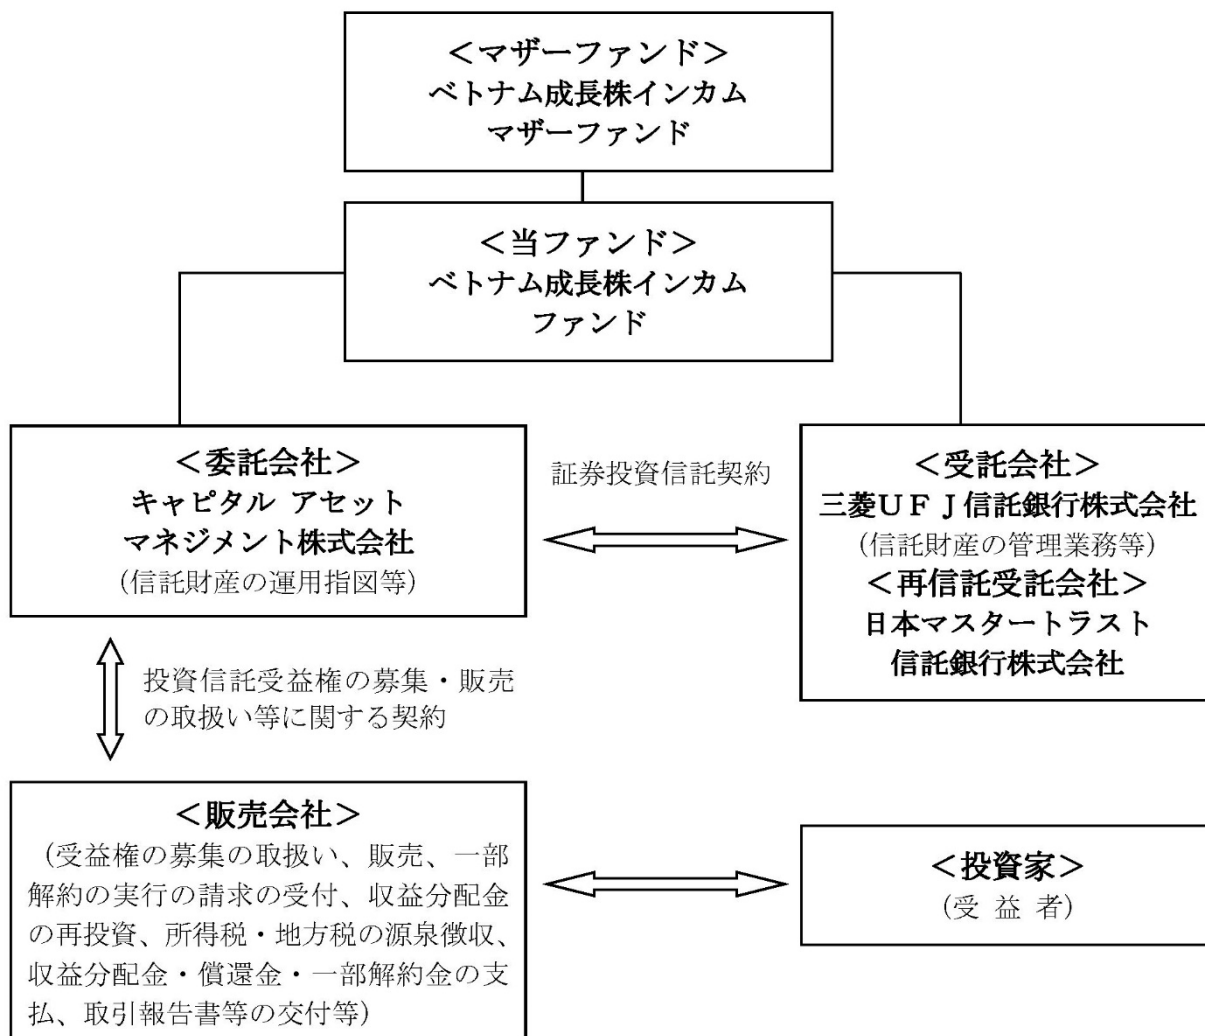 ＜マザーファンド＞
ベトナム成長株インカム
マザーファンド
＜当ファンド＞
ベトナム成長株インカム
ファンド
＜委託会社＞
キャピタル アセット
マネジメント株式会社
(信託財産の運用指図等)
証券投資信託契約
＜受託会社＞
三菱ＵＦＪ信託銀行株式会社
(信託財産の管理業務等)
＜再信託受託会社＞
日本マスタートラスト
信託銀行株式会社
投資信託受益権の募集・販売
の取扱い等に関する契約
＜販売会社＞
(受益権の募集の取扱い、販売、一部
解約の実行の請求の受付、収益分配金
の再投資、所得税・地方税の源泉徴収、
収益分配金・償還金・一部解約金の支
払、取引報告書等の交付等)
＜投資家＞
(受 益 者)